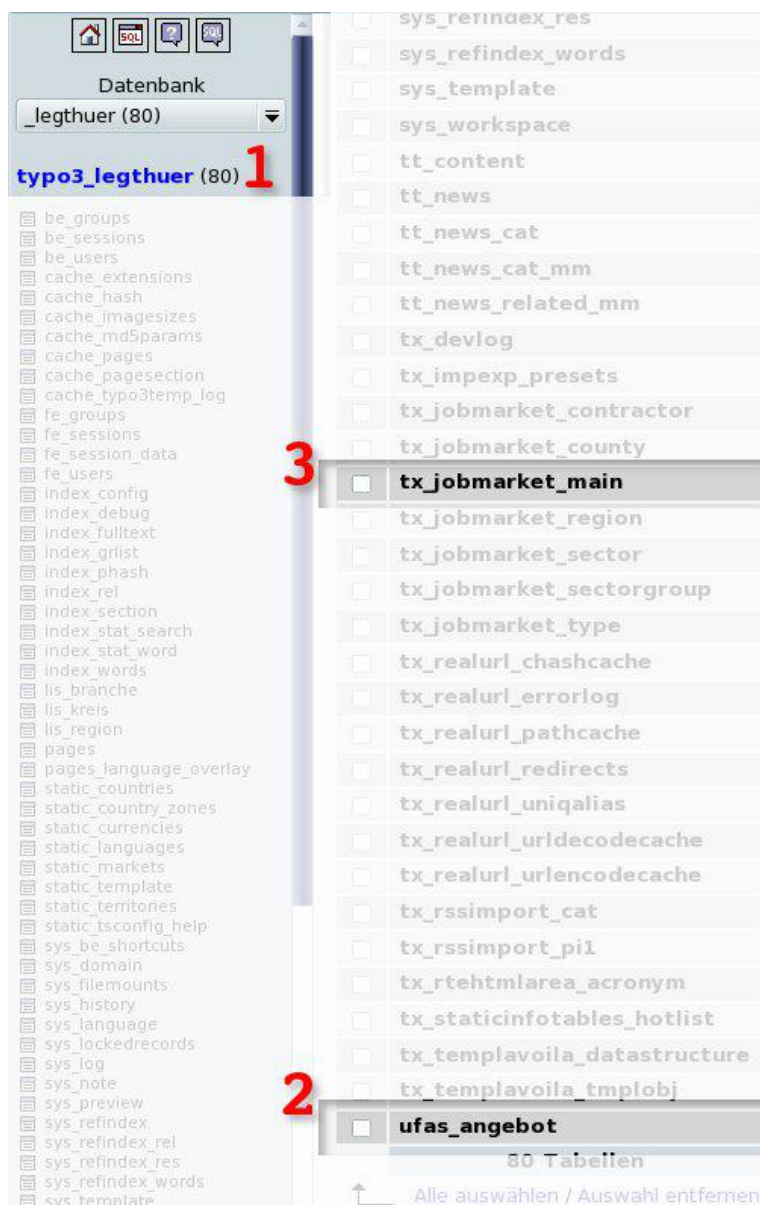 SQL
SQL
Datenbank
_legthuer (80)
typo3_legthuer (80)
1
be_groups
be_sessions
be_users
cache_extensions
cache_hash
cache_imagesizes
cache_md5params
cache_pages
cache_pagesection
cache_typo3temp_log
fe_groups
fe_sessions
fe_session_data
fe_users
index_config
index_debug
index_fulltext
index_grlist
index_phash
index_rel
index_section
index_stat_search
index_stat_word
index_words
lis_branche
lis_kreis
lis_region
pages
pages_language_overlay
static_countries
static_country_zones
static_currencies
static_languages
static_markets
static_template
static_territories
static_tsconfig_help
sys_be_shortcuts
sys_domain
sys_filemounts
sys_history
sys_language
sys_lockedrecords
sys_log
sys_note
sys_preview
sys_refindex
sys_refindex_rel
sys_refindex_res
sys_refindex_words
sys_template
sys_refindex_res
sys_refindex_words
sys_template
sys_workspace
tt_content
tt_news
tt_news_cat
tt_news_cat_mm
tt_news_related_mm
tx_devlog
tx_impexp_presets
tx_jobmarket_contractor
tx_jobmarket_county
3
tx_jobmarket_main
tx_jobmarket_region
tx_jobmarket_sector
tx_jobmarket_sectorgroup
tx_jobmarket_type
tx_realurl_chashcache
tx_realurl_errorlog
tx_realurl_pathcache
tx_realurl_redirects
tx_realurl_uniqalias
tx_realurl_urldecodecache
tx_realurl_urlencodecache
tx_rssimport_cat
tx_rssimport_pi1
tx_rtehtmlarea_acronym
tx_staticinfotables_hotlist
tx_templavoila_datastructure
tx_templavoila_tmplobj
2
ufas_angebot
80 Tabellen
Alle auswählen / Auswahl entfernen